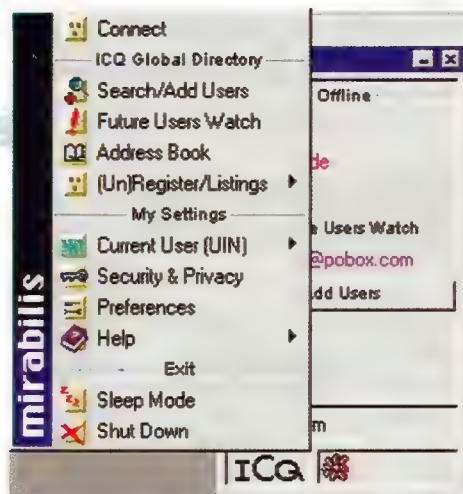 Connect
ICQ Global Directory
Search/Add Users
Future Users Watch
Address Book
(Un)Register/Listings
My Settings
Current User (UIN)
Security & Privacy
Preferences
Help
Exit
Sleep Mode
Shut Down
mirabilis
Offline
de
e Users Watch
@pobox.com
dd Users
m
ICQ